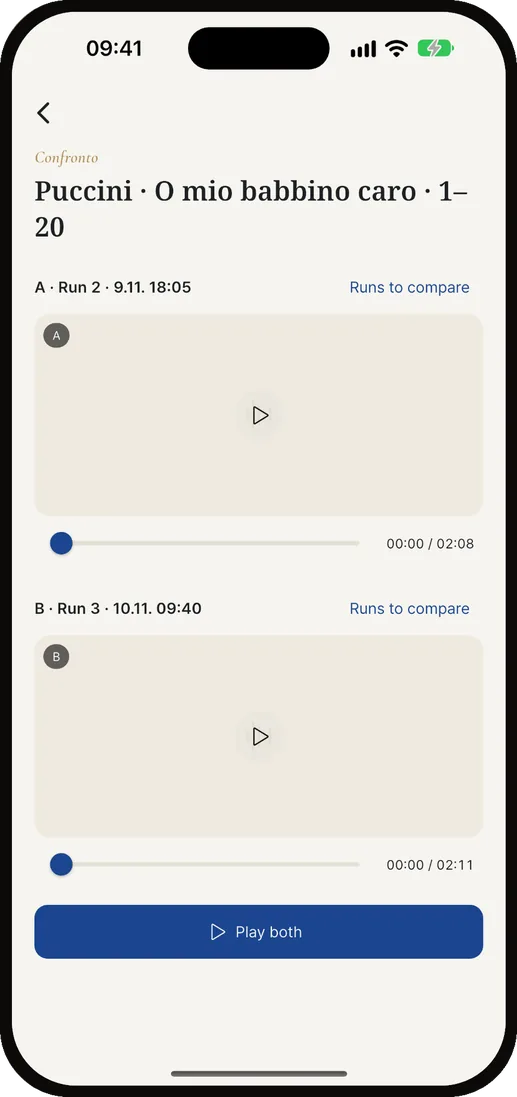 09:41
Confronto
Puccini · O mio babbino caro · 1–
20
A · Run 2 · 9.11. 18:05 Runs to compare
A
00:00 / 02:08
B · Run 3 · 10.11. 09:40 Runs to compare
B
00:00 / 02:11
Play both